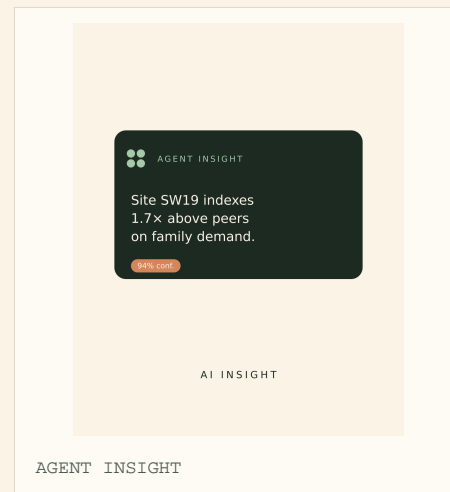 AGENT INSIGHT
Site SW19 indexes
1.7× above peers
on family demand.
94% conf.
AI INSIGHT
AGENT INSIGHT